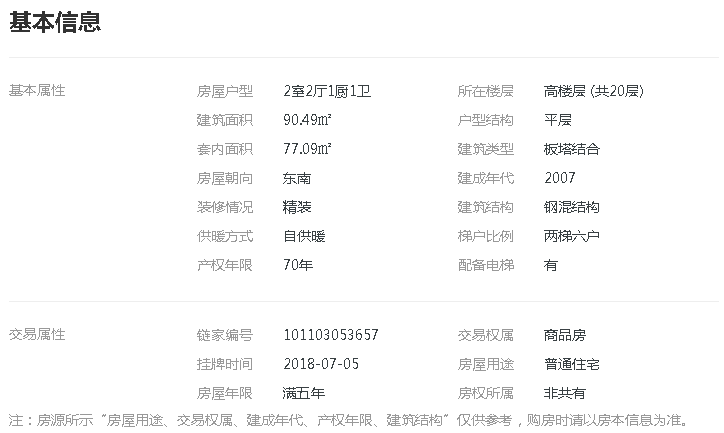 基本信息
基本属性 房屋户型 2室2厅1厨1卫 所在楼层 高楼层 (共20层)
建筑面积 90.49㎡ 户型结构 平层
套内面积 77.09㎡ 建筑类型 板塔结合
房屋朝向 东南 建成年代 2007
装修情况 精装 建筑结构 钢混结构
供暖方式 自供暖 梯户比例 两梯六户
产权年限 70年 配备电梯 有
交易属性 链家编号 101103053657 交易权属 商品房
挂牌时间 2018-07-05 房屋用途 普通住宅
房屋年限 满五年 房权所属 非共有
注：房源所示“房屋用途、交易权属、建成年代、产权年限、建筑结构”仅供参考，购房时请以房本信息为准。